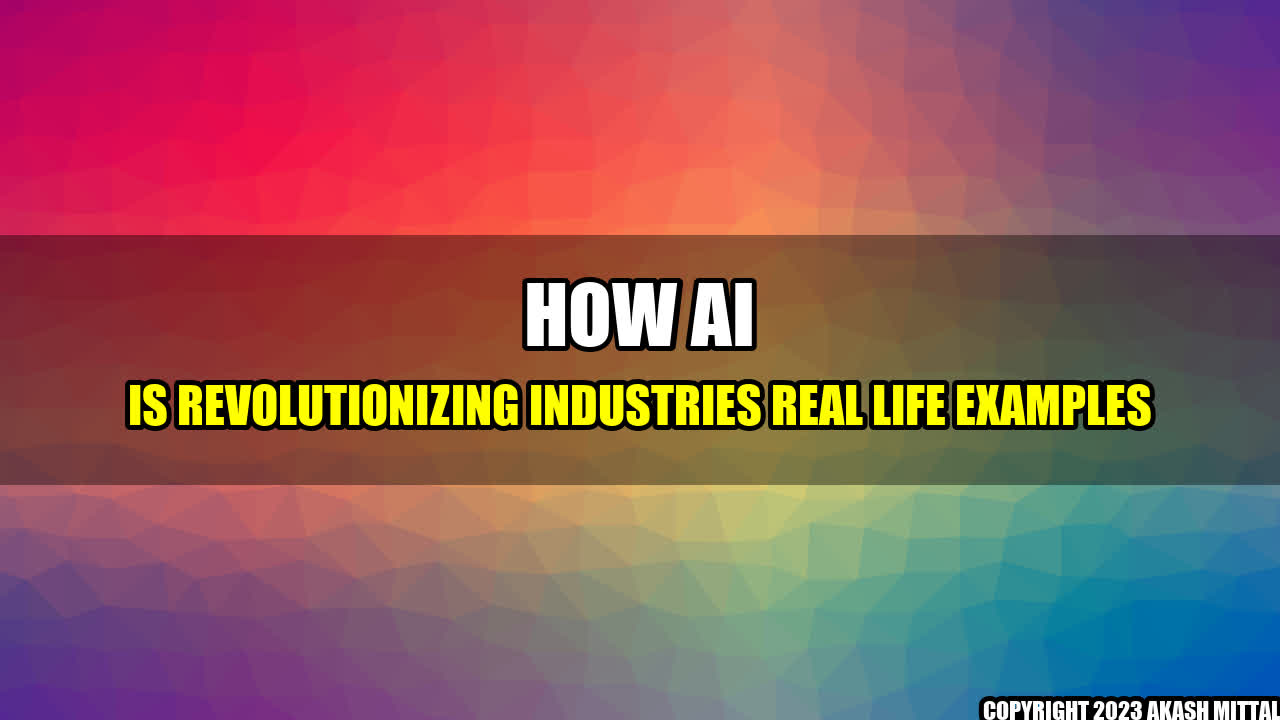 HOW AI
IS REVOLUTIONIZING INDUSTRIES REAL LIFE EXAMPLES
COPYRIGHT 2023 AKASH MITTAL